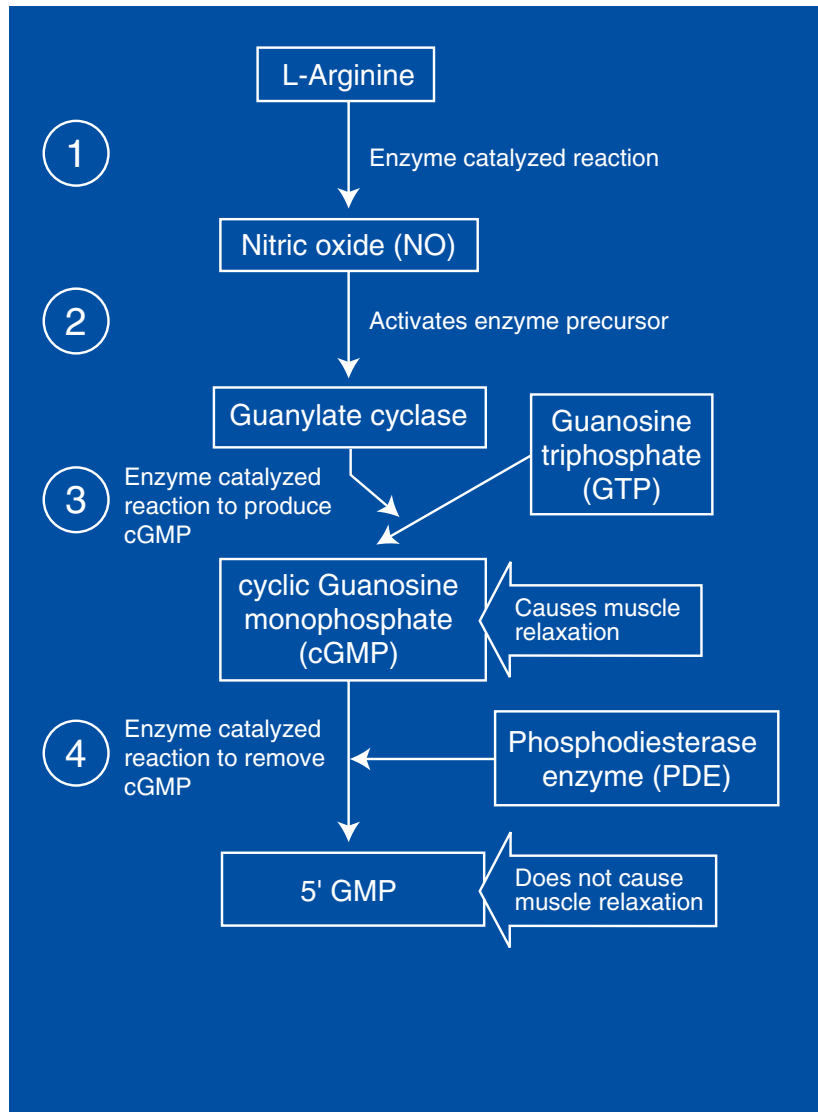 L-Arginine
1
Enzyme catalyzed reaction
Nitric oxide (NO)
2
Activates enzyme precursor
Guanylate cyclase
Guanosine
triphosphate
(GTP)
3
Enzyme catalyzed
reaction to produce
cGMP
cyclic Guanosine
monophosphate
(cGMP)
Causes muscle
relaxation
4
Enzyme catalyzed
reaction to remove
cGMP
Phosphodiesterase
enzyme (PDE)
5' GMP
Does not cause
muscle relaxation